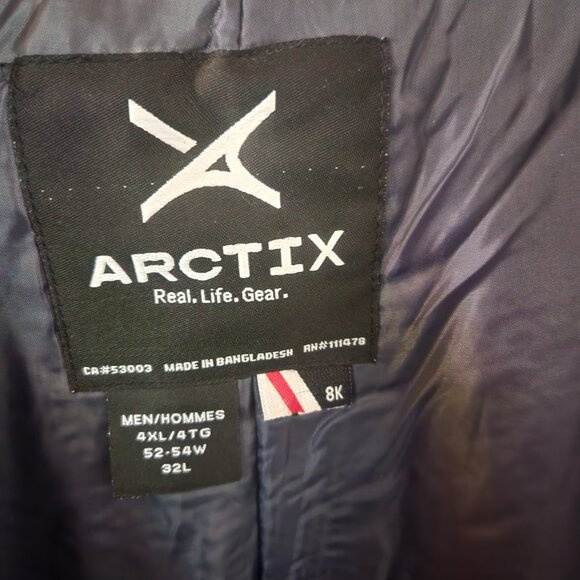 ARCTIX
Real.Life.Gear.
CA#53003 MADE IN BANGLADESH RN#111478
8K
MEN/HOMMES
4XL/4TG
52-54W
32L